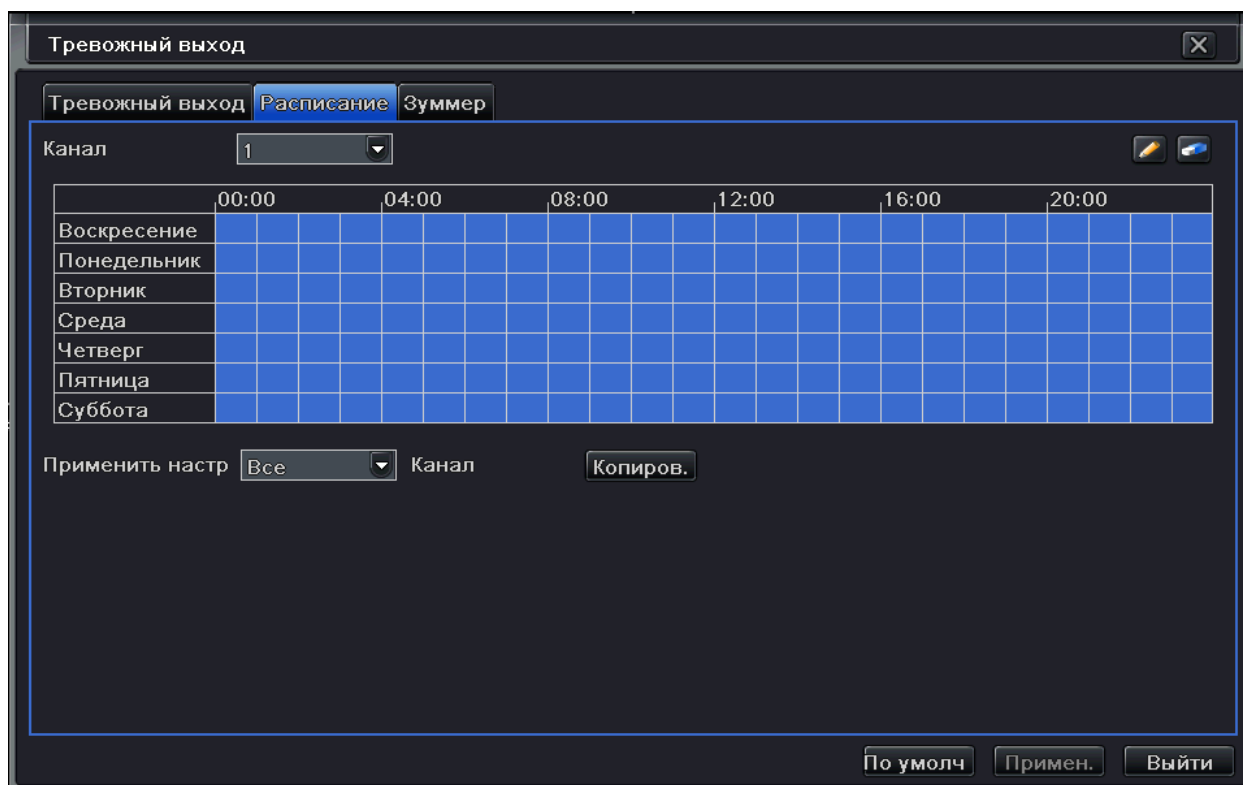 Тревожный выход
Тревожный выход Расписание Зуммер
Канал 1
00:00 04:00 08:00 12:00 16:00 20:00
Воскресение
Понедельник
Вторник
Среда
Четверг
Пятница
Суббота
Применить настр Все Канал Копиров.
По умолч Примен. Выйти